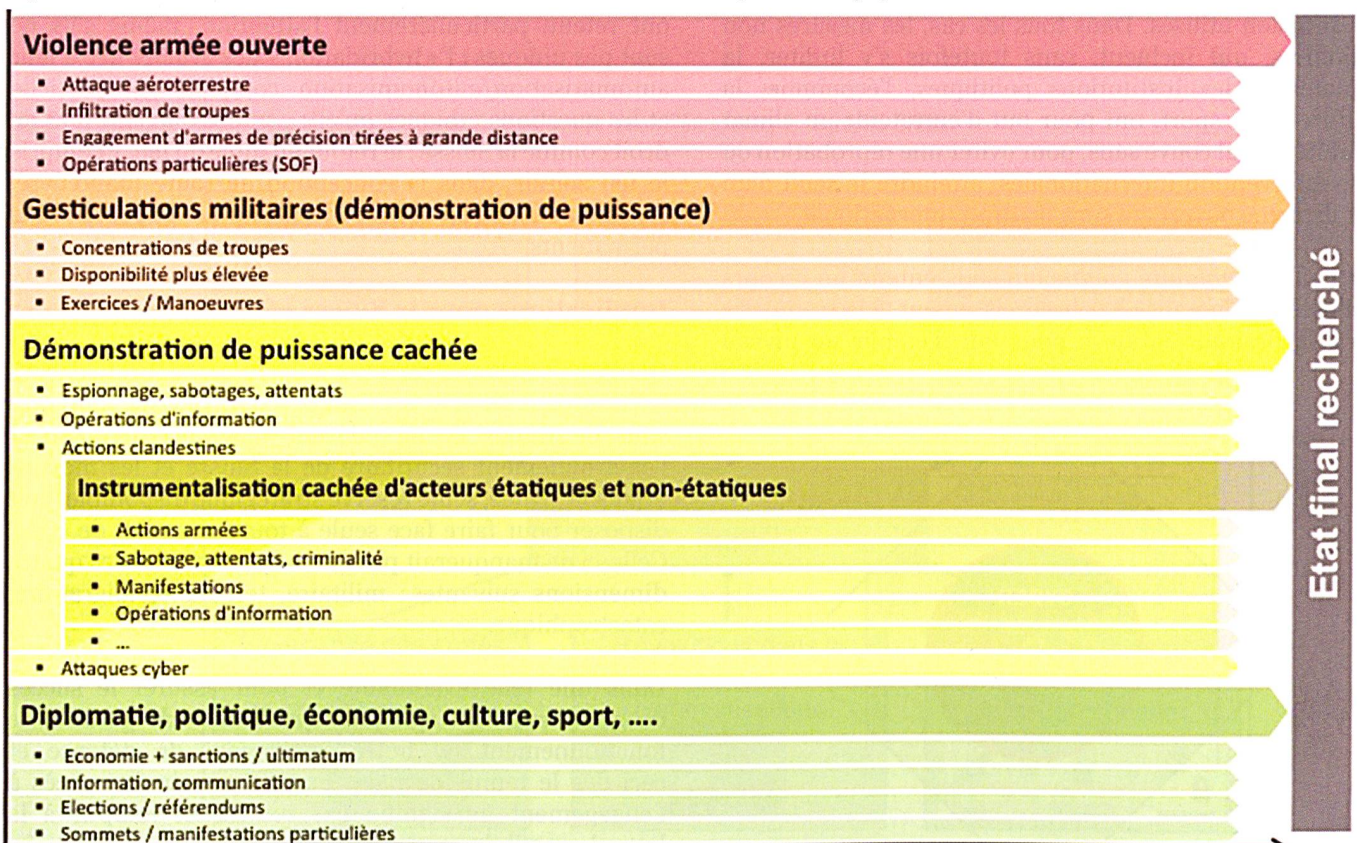 Violence armée ouverte
▪ Attaque aéroterrestre
▪ Infiltration de troupes
▪ Engagement d'armes de précision tirées à grande distance
▪ Opérations particulières (SOF)
Gesticulations militaires (démonstration de puissance)
▪ Concentrations de troupes
▪ Disponibilité plus élevée
▪ Exercices / Manoeuvres
Démonstration de puissance cachée
▪ Espionnage, sabotages, attentats
▪ Opérations d'information
▪ Actions clandestines
Instrumentalisation cachée d'acteurs étatiques et non-étatiques
▪ Actions armées
▪ Sabotage, attentats, criminalité
▪ Manifestations
▪ Opérations d'information
▪ ...
▪ Attaques cyber
Diplomatie, politique, économie, culture, sport, ....
▪ Economie + sanctions / ultimatum
▪ Information, communication
▪ Elections / référendums
▪ Sommets / manifestations particulières
Etat final recherché